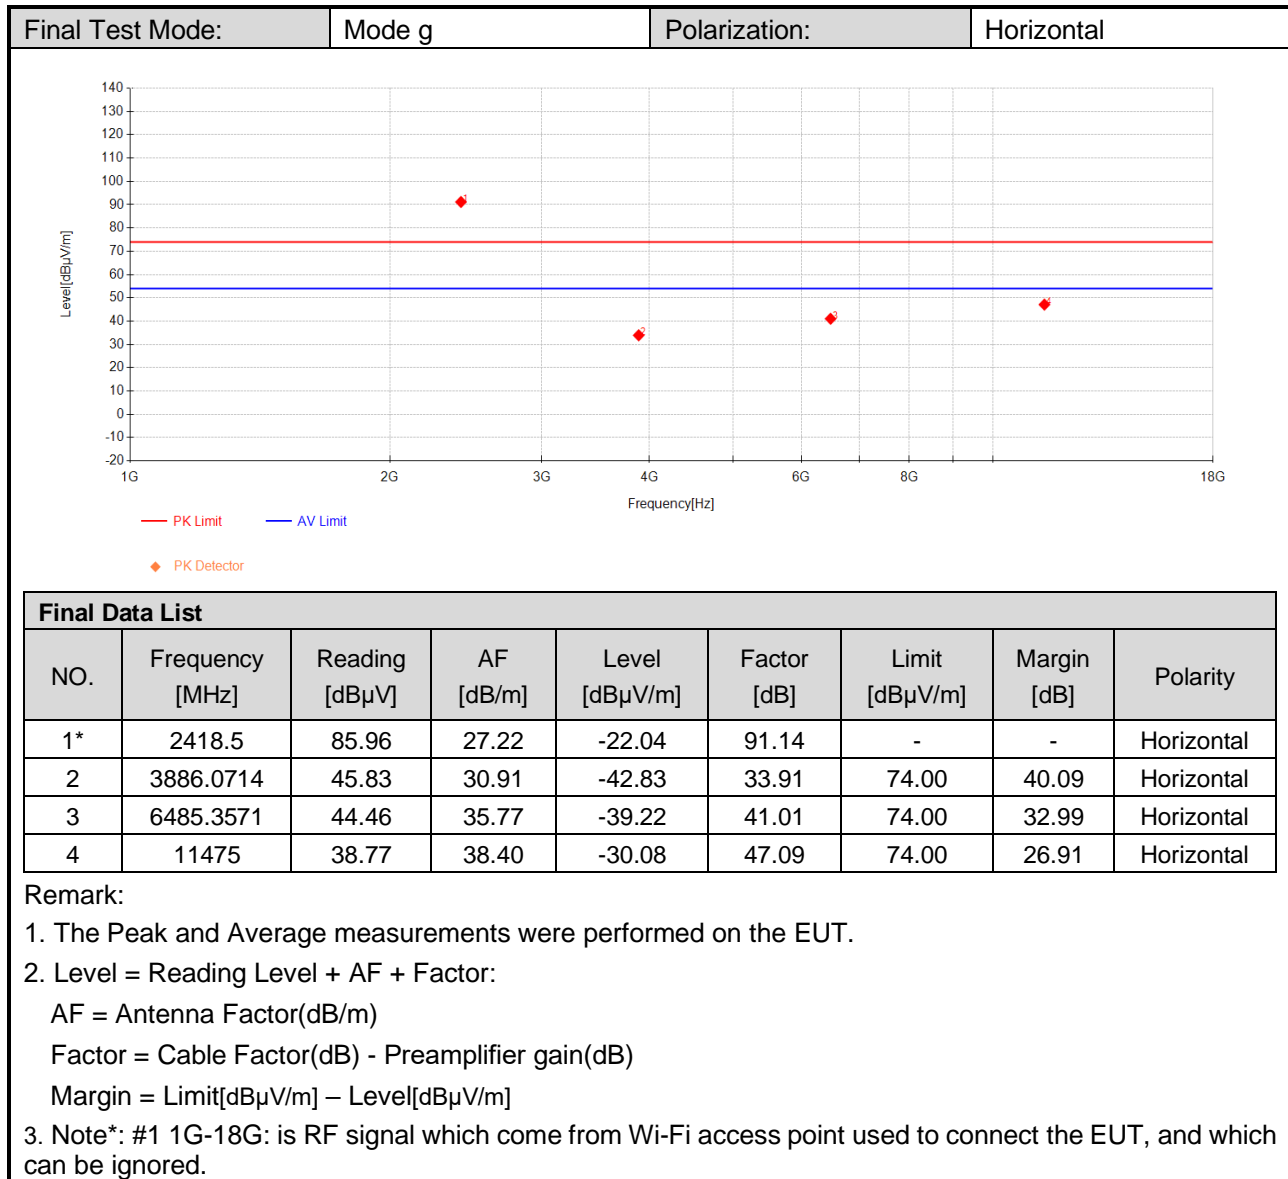 Final Test Mode: Mode g Polarization: Horizontal
140
130
120
110
100
90
80
70
60
50
40
30
20
10
0
-10
-20
Level[dBµV/m]
1
2
3
4
1G 2G 3G 4G 6G 8G 18G
Frequency[Hz]
PK Limit AV Limit
PK Detector
Final Data List
NO. Frequency [MHz] Reading [dBµV] AF [dB/m] Level [dBµV/m] Factor [dB] Limit [dBµV/m] Margin [dB] Polarity
1* 2418.5 85.96 27.22 -22.04 91.14 - - Horizontal
2 3886.0714 45.83 30.91 -42.83 33.91 74.00 40.09 Horizontal
3 6485.3571 44.46 35.77 -39.22 41.01 74.00 32.99 Horizontal
4 11475 38.77 38.40 -30.08 47.09 74.00 26.91 Horizontal
Remark:
1. The Peak and Average measurements were performed on the EUT.
2. Level = Reading Level + AF + Factor:
AF = Antenna Factor(dB/m)
Factor = Cable Factor(dB) - Preamplifier gain(dB)
Margin = Limit[dBµV/m] – Level[dBµV/m]
3. Note*: #1 1G-18G: is RF signal which come from Wi-Fi access point used to connect the EUT, and which
can be ignored.